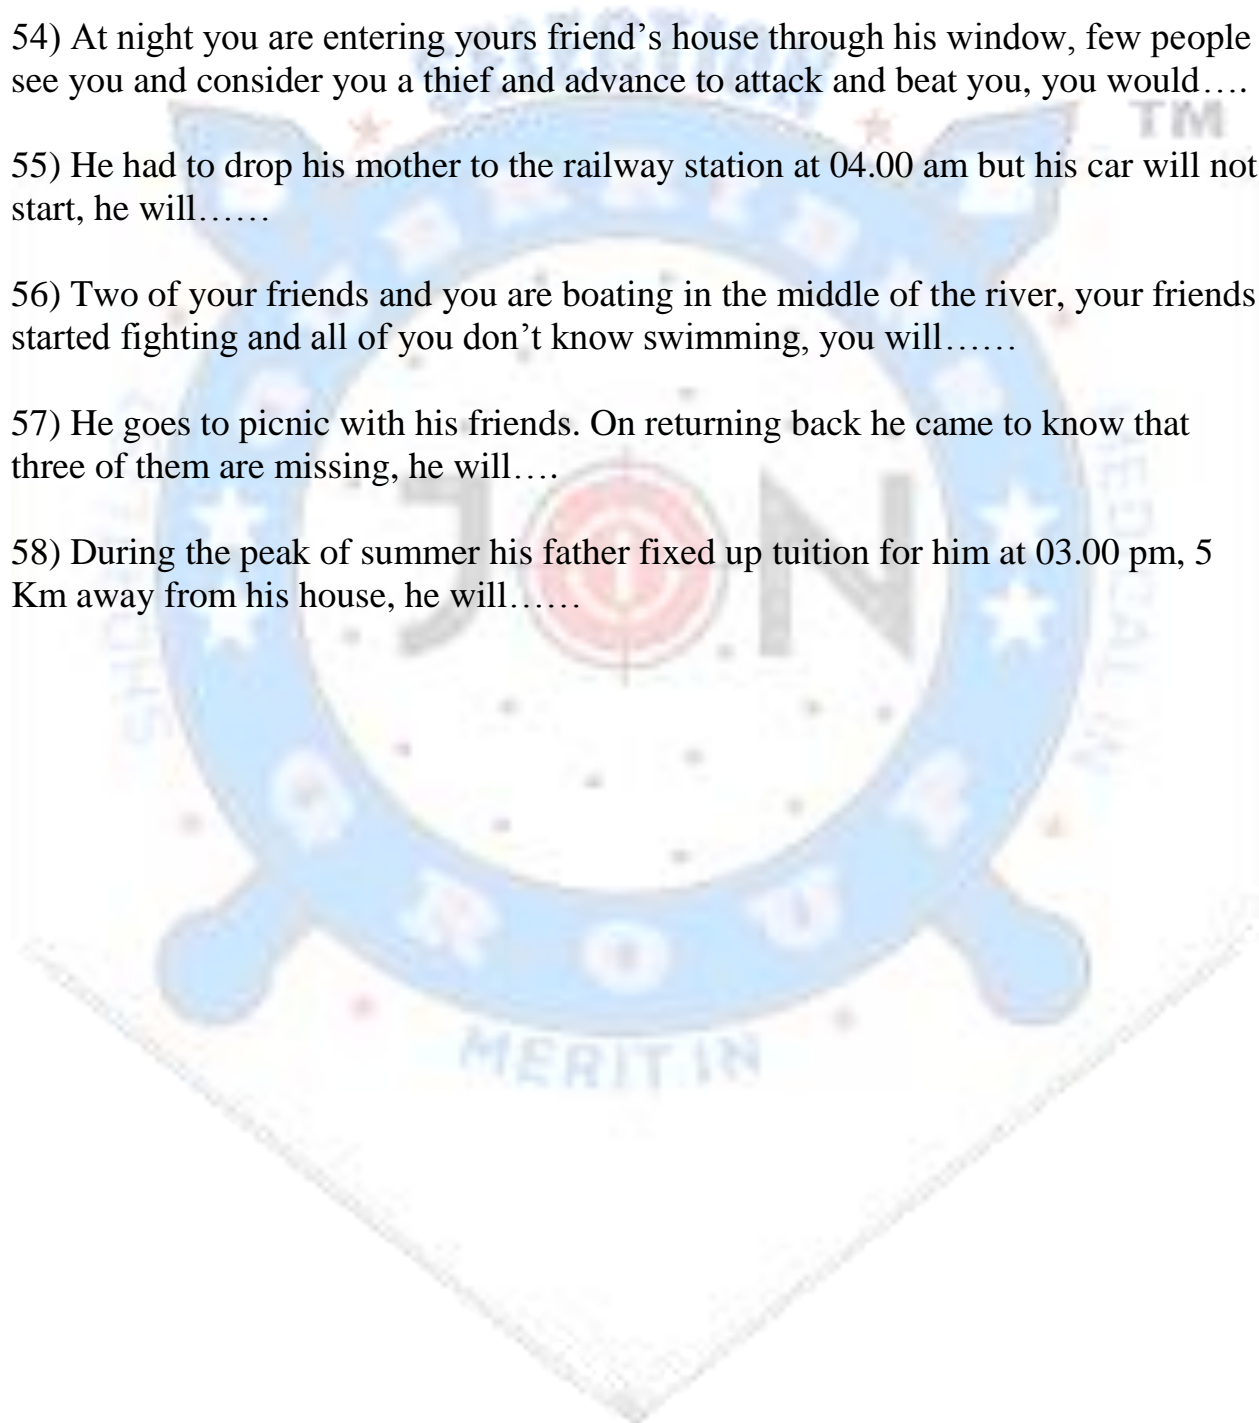 54) At night you are entering yours friend’s house through his window, few people
see you and consider you a thief and advance to attack and beat you, you would….
TM
55) He had to drop his mother to the railway station at 04.00 am but his car will not
start, he will……
56) Two of your friends and you are boating in the middle of the river, your friends
started fighting and all of you don’t know swimming, you will……
57) He goes to picnic with his friends. On returning back he came to know that
three of them are missing, he will….
58) During the peak of summer his father fixed up tuition for him at 03.00 pm, 5
Km away from his house, he will……
MERIT IN